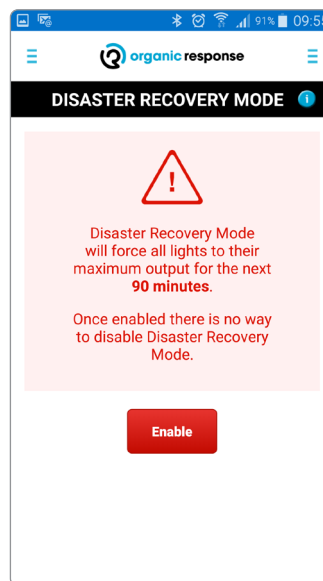 91% 09:55
organic response
DISASTER RECOVERY MODE i
!
Disaster Recovery Mode
will force all lights to their
maximum output for the next
90 minutes.
Once enabled there is no way
to disable Disaster Recovery
Mode.
Enable